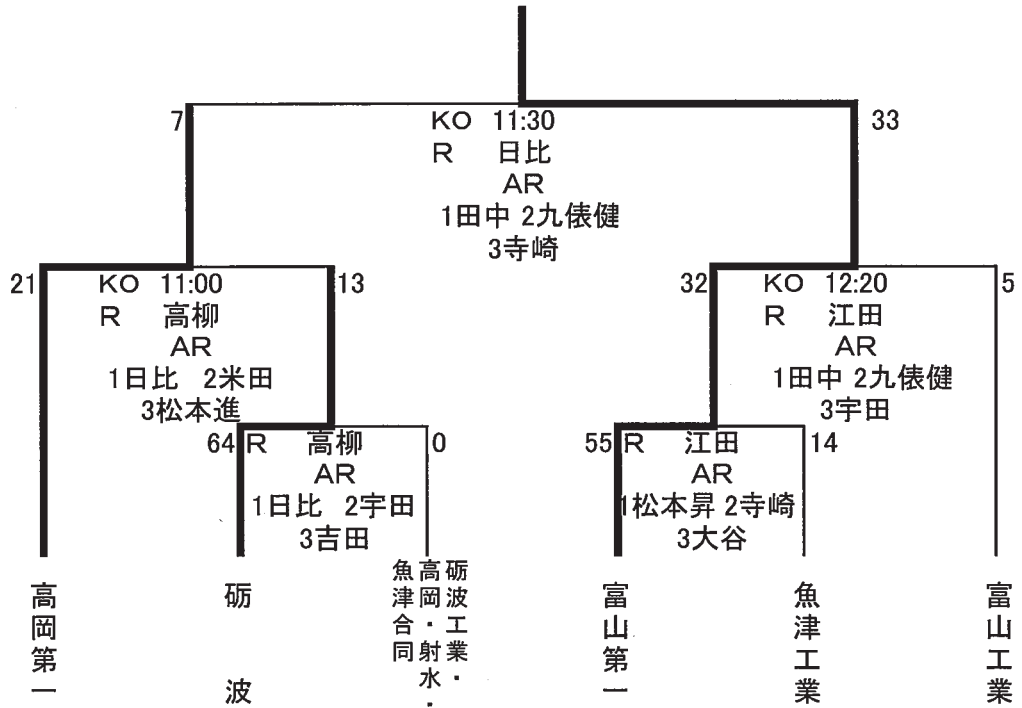 7
KO 11:30
33
R 日比
AR
1田中 2九俵健
3寺崎
21
KO 11:00
13
R 高柳
AR
1日比 2米田
3松本進
32
KO 12:20
5
R 江田
AR
1田中 2九俵健
3宇田
64
R 高柳
0
AR
1日比 2宇田
3吉田
55
R 江田
14
AR
1松本昇 2寺崎
3大谷
高岡第一
砺波
砺波工業・
高岡・射水・
魚津合同
富山第一
魚津工業
富山工業